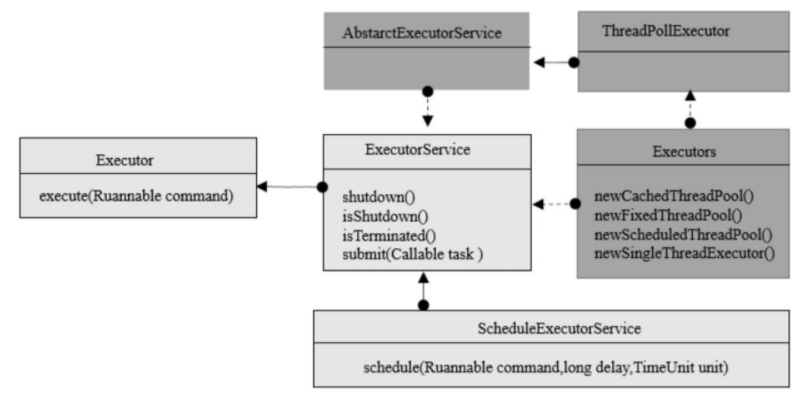 AbstarctExecutorService
ThreadPollExecutor
Executor
execute(Ruannable command)
ExecutorService
shutdown()
isShutdown()
isTerminated()
submit(Callable task )
Executors
newCachedThreadPool()
newFixedThreadPool()
newScheduledThreadPool()
newSingleThreadExecutor()
ScheduleExecutorService
schedule(Ruannable command,long delay,TimeUnit unit)